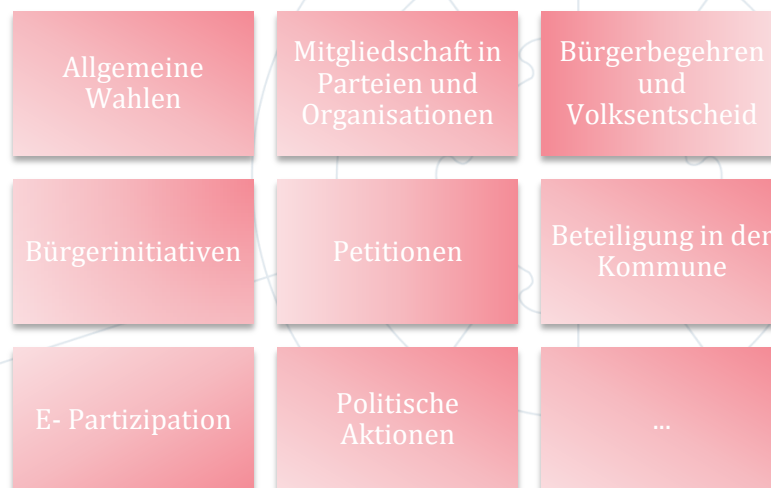 Allgemeine
Wahlen
Mitgliedschaft in
Parteien und
Organisationen
Bürgerbegehren
und
Volksentscheid
Bürgerinitiativen
Petitionen
Beteiligung in der
Kommune
E- Partizipation
Politische
Aktionen
...